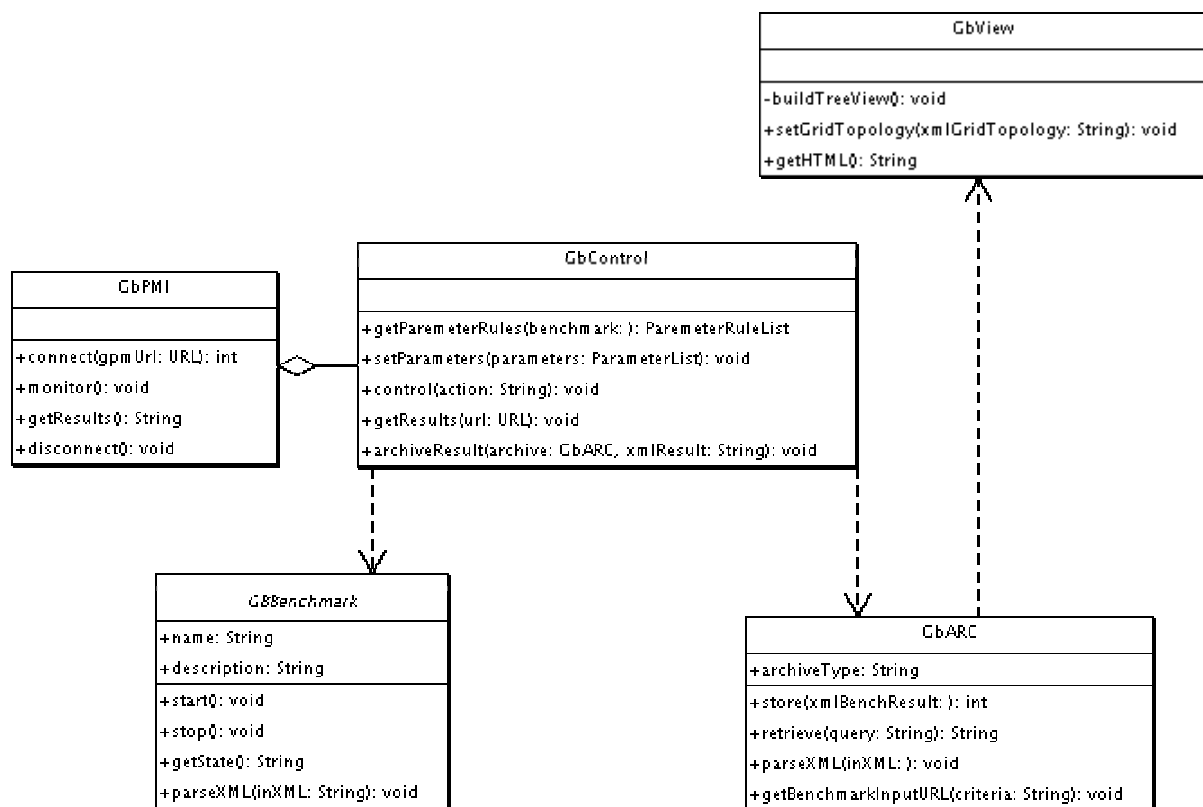 GbView
-buildTreeView(): void
+setGridTopology(xmlGridTopology: String): void
+getHTML(): String
GbControl
+getParemeterRules(benchmark: ): ParemeterRuleList
+setParameters(parameters: ParameterList): void
+control(action: String): void
+getResults(url: URL): void
+archiveResult(archive: GbARC, xmlResult: String): void
GbPMI
+connect(gpmUrl: URL): int
+monitor(): void
+getResults(): String
+disconnect(): void
GBBenchmark
+name: String
+description: String
+start(): void
+stop(): void
+getState(): String
+parseXML(inXML: String): void
GbARC
+archiveType: String
+store(xmlBenchResult: ): int
+retrieve(query: String): String
+parseXML(inXML: ): void
+getBenchmarkInputURL(criteria: String): void